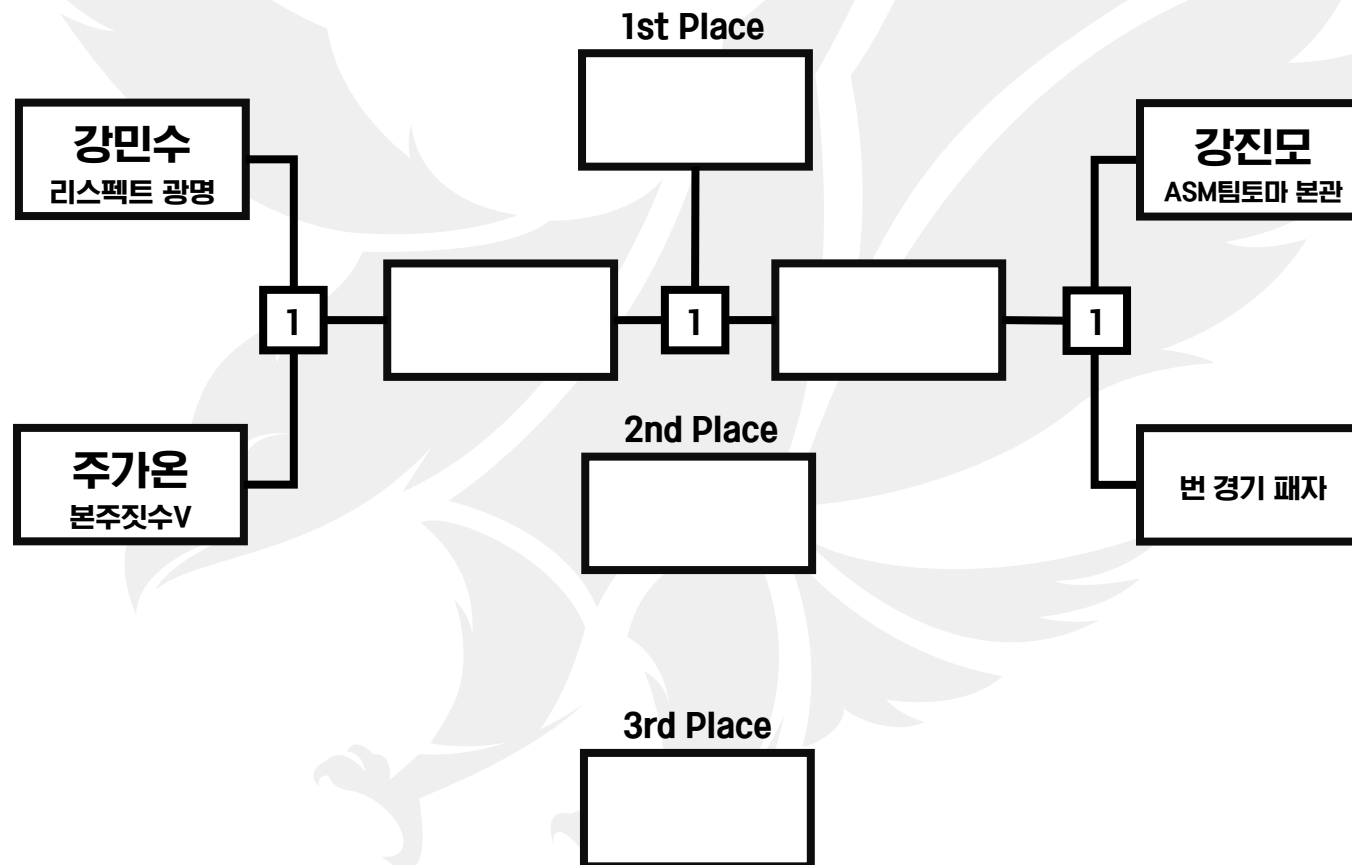 1st Place
강민수
리스펙트 광명
강진모
ASM팀토마 본관
1
1
1
주가온
본주짓수V
2nd Place
번 경기 패자
3rd Place